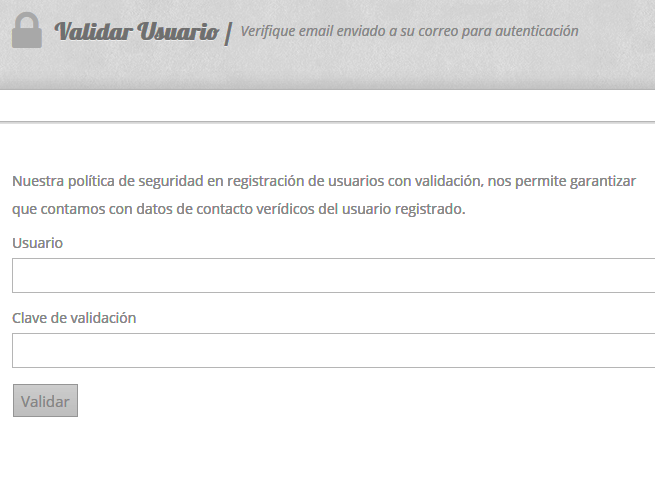 Validar Usuario / Verifique email enviado a su correo para autenticación
Nuestra política de seguridad en registración de usuarios con validación, nos permite garantizar
que contamos con datos de contacto verídicos del usuario registrado.
Usuario
Clave de validación
Validar